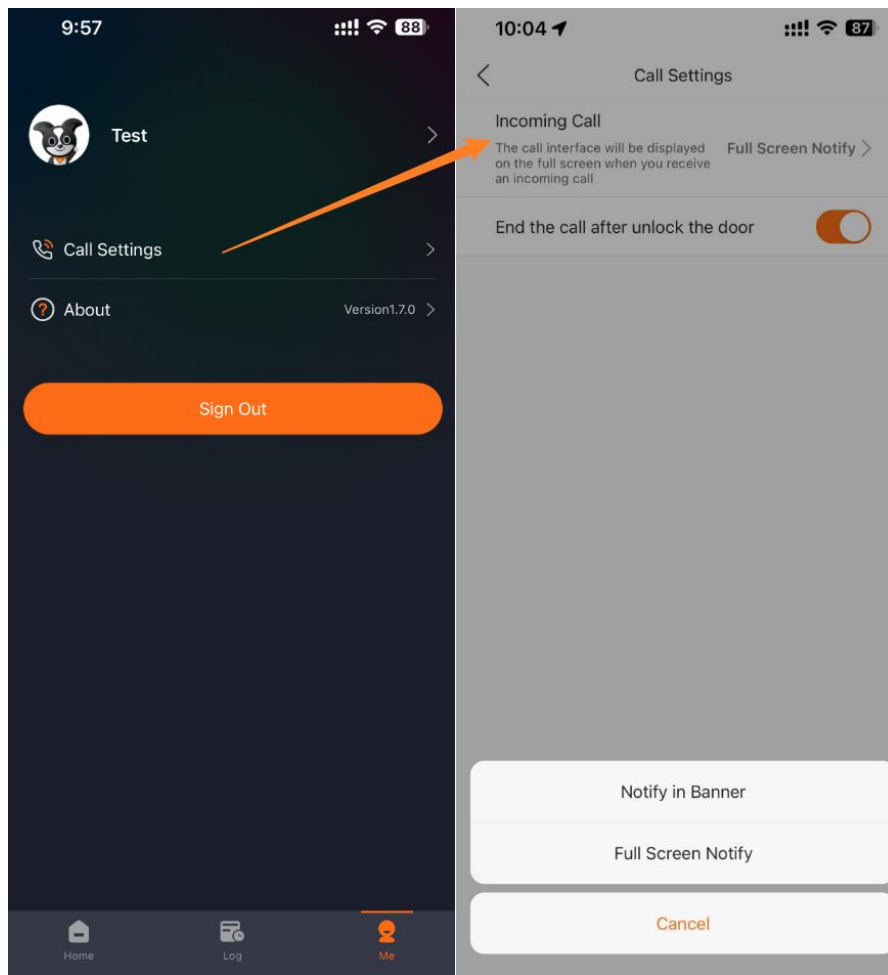 9:57
88
Test
Call Settings
About
Version1.7.0
Sign Out
Home
Log
Me
10:04
87
Call Settings
Incoming Call
The call interface will be displayed
on the full screen when you receive
an incoming call
Full Screen Notify
End the call after unlock the door
Notify in Banner
Full Screen Notify
Cancel